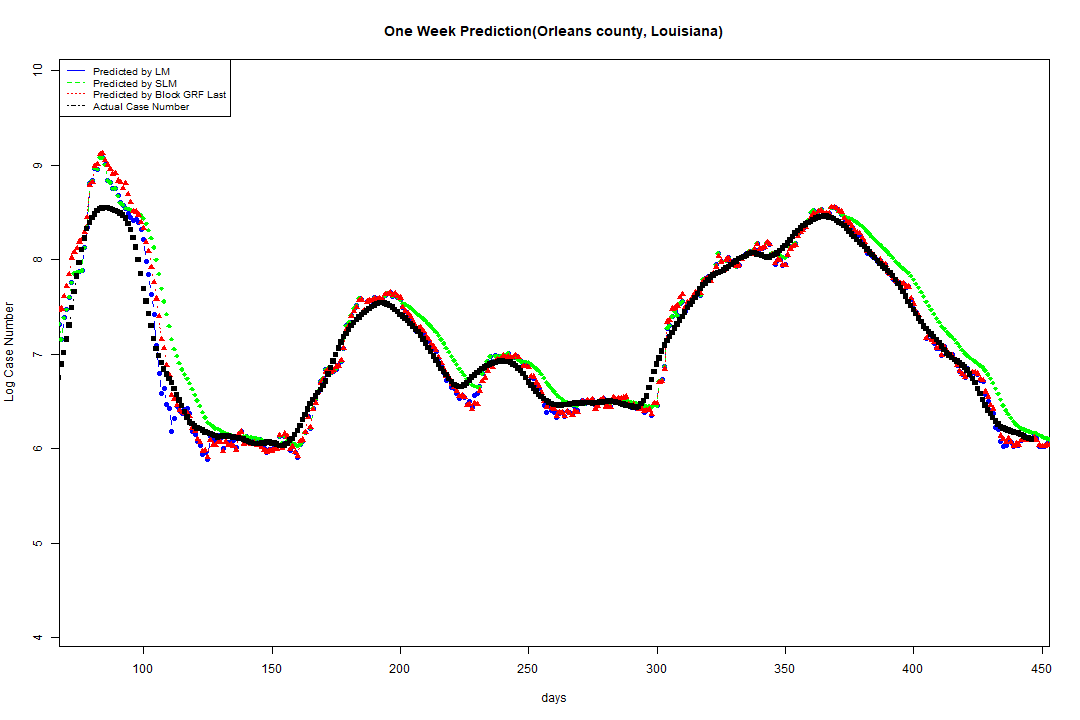 One Week Prediction(Orleans county, Louisiana)
Predicted by LM
Predicted by SLM
Predicted by Block GRF Last
Actual Case Number
10
9
8
7
6
5
4
Log Case Number
100 150 200 250 300 350 400 450
days